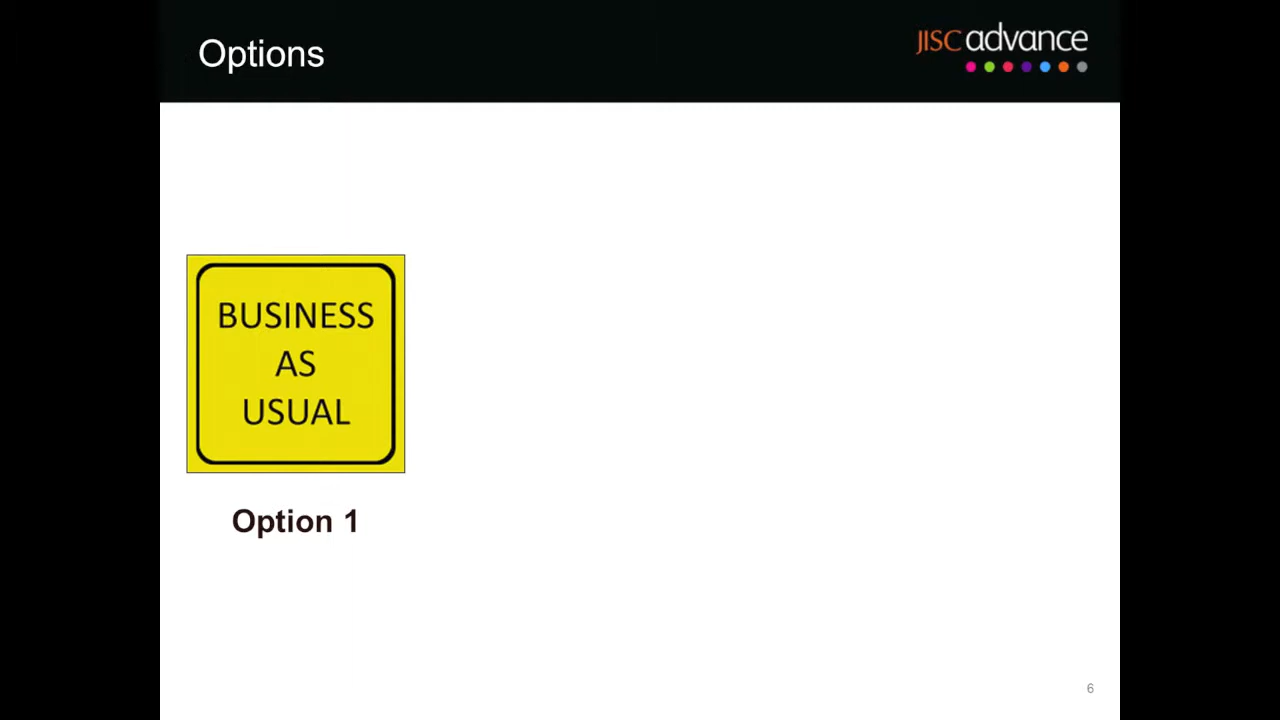 Options
JISC advance
BUSINESS
AS
USUAL
Option 1
6